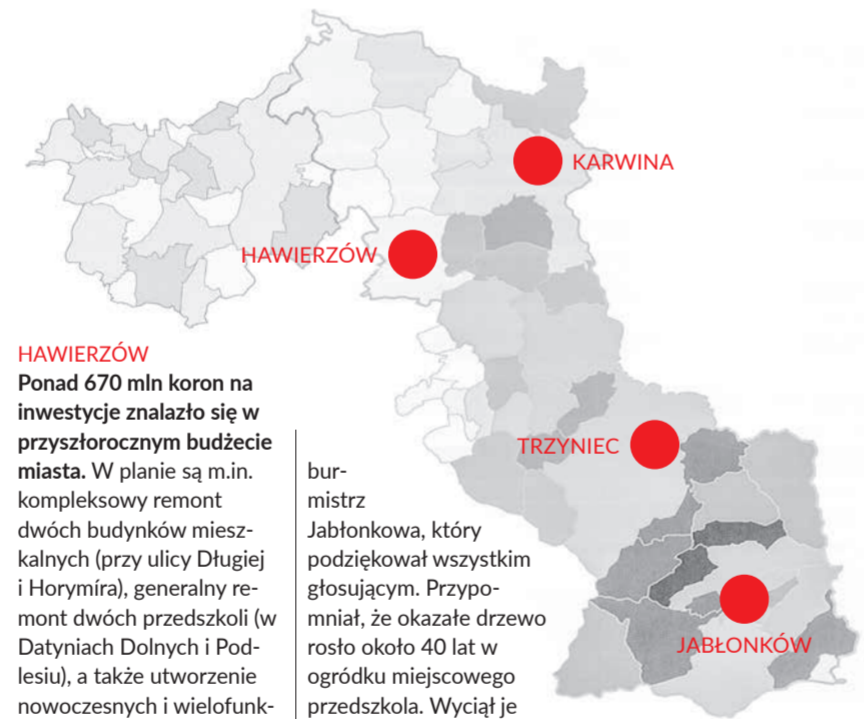 KARWINA
HAWIERZÓW
TRZYNIEC
JABŁONKÓW
HAWIERZÓW
Ponad 670 mln koron na
inwestycje znalazło się w
przyszłorocznym budżecie
miasta. W planie są m.in.
kompleksowy remont
dwóch budynków miesz-
kalnych (przy ulicy Długiej
i Horymíra), generalny re-
mont dwóch przedszkoli (w
Datyniach Dolnych i Pod-
lesiu), a także utworzenie
nowoczesnych i wielofunk-
bur-
mistrz
Jabłonkowa, który
podziękował wszystkim
głosującym. Przypo-
mniał, że okazałe drzewo
rosło około 40 lat w
ogródku miejscowego
przedszkola. Wyciął je